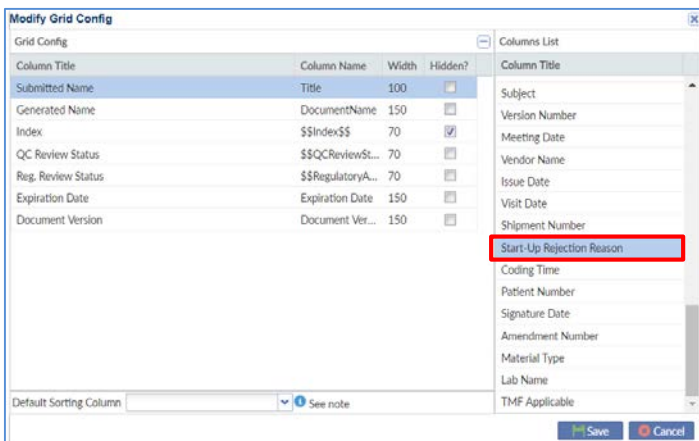 Modify Grid Config
Grid Config
Column Title Column Name Width Hidden?
Submitted Name Title 100
Generated Name DocumentName 150
Index $$Index$$ 70
QC Review Status $$QCReviewSt... 70
Reg. Review Status $$RegulatoryA... 70
Expiration Date Expiration Date 150
Document Version Document Ver... 150
Default Sorting Column See note
Columns List
Column Title
Subject
Version Number
Meeting Date
Vendor Name
Issue Date
Visit Date
Shipment Number
Start-Up Rejection Reason
Coding Time
Patient Number
Signature Date
Amendment Number
Material Type
Lab Name
TMF Applicable
Save Cancel